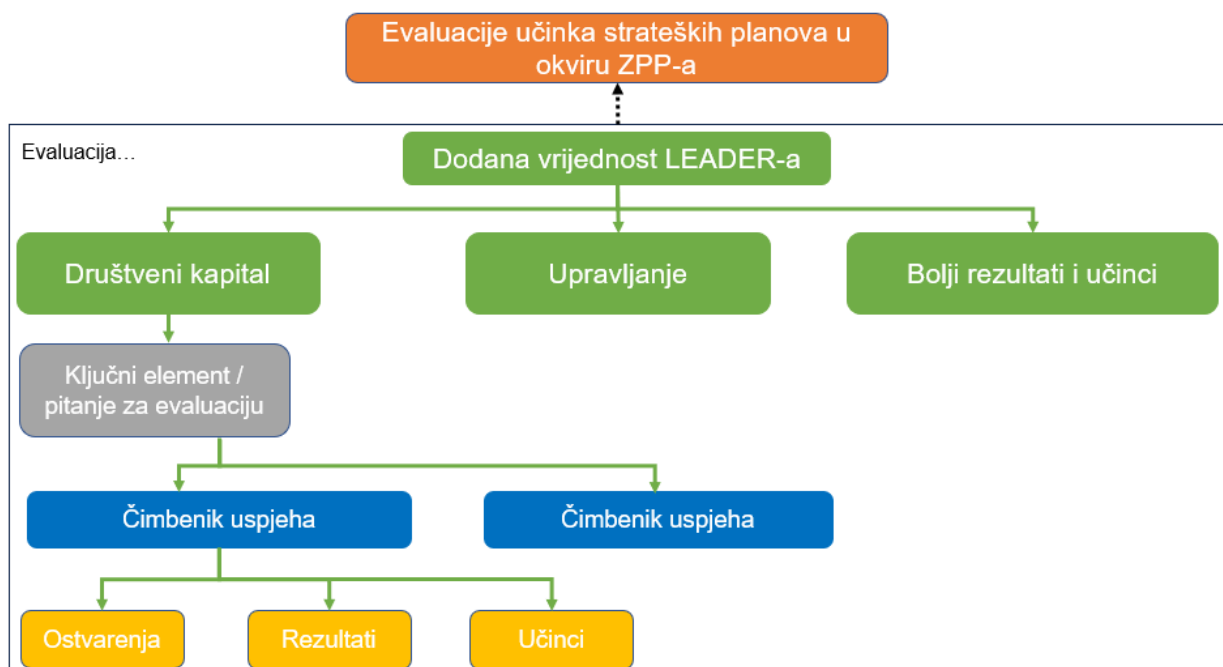 Evaluacije učinka strateških planova u
okviru ZPP-a
Evaluacija…
Dodana vrijednost LEADER-a
Društveni kapital
Upravljanje
Bolji rezultati i učinci
Ključni element /
pitanje za evaluaciju
Čimbenik uspjeha
Čimbenik uspjeha
Ostvarenja
Rezultati
Učinci